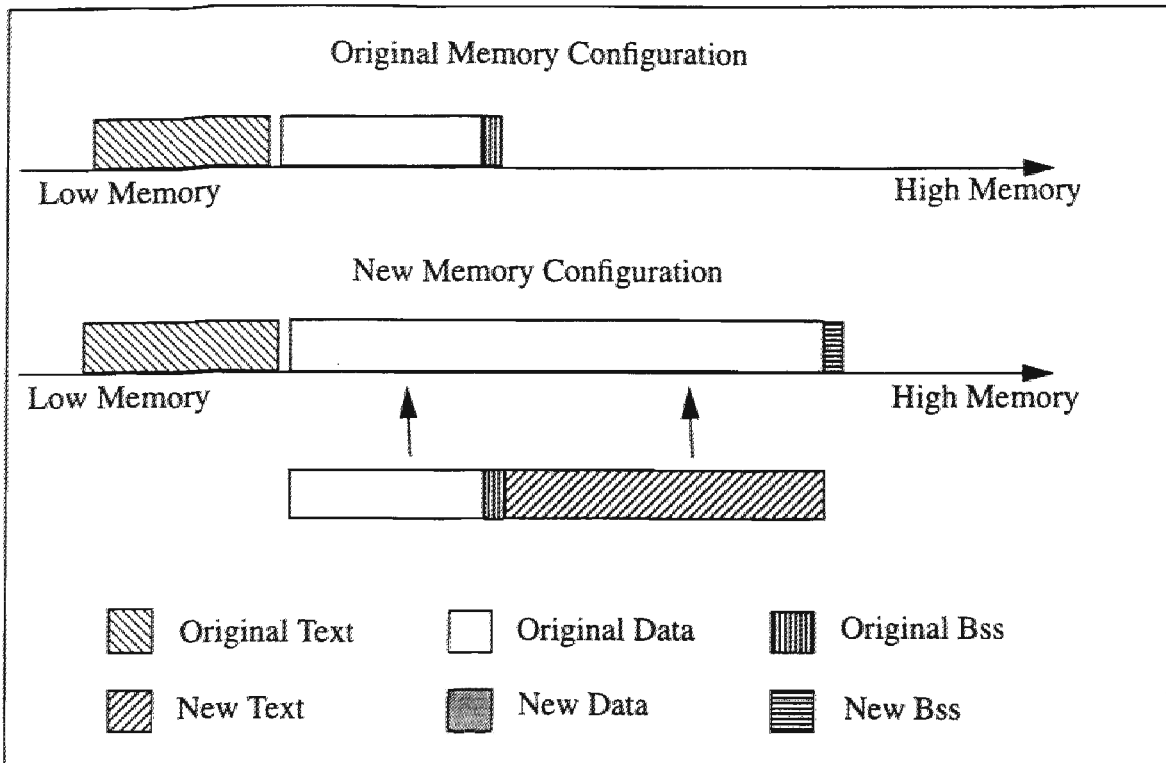 Original Memory Configuration
Low Memory High Memory
New Memory Configuration
Low Memory High Memory
Original Text Original Data Original Bss
New Text New Data New Bss